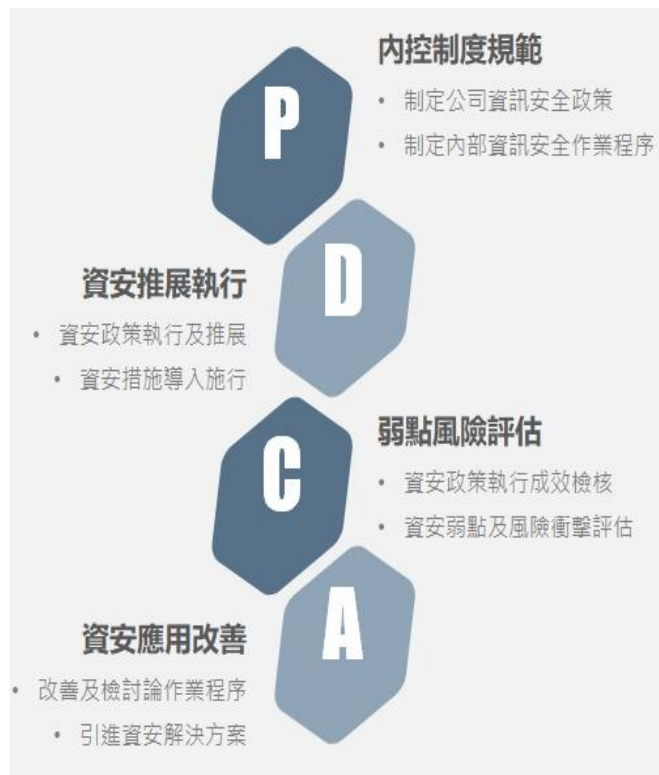 P
內控制度規範
• 制定公司資訊安全政策
• 制定內部資訊安全作業程序
D
資安推展執行
• 資安政策執行及推展
• 資安措施導入施行
C
弱點風險評估
• 資安政策執行成效檢核
• 資安弱點及風險衝擊評估
A
資安應用改善
• 改善及檢討論作業程序
• 引進資安解決方案